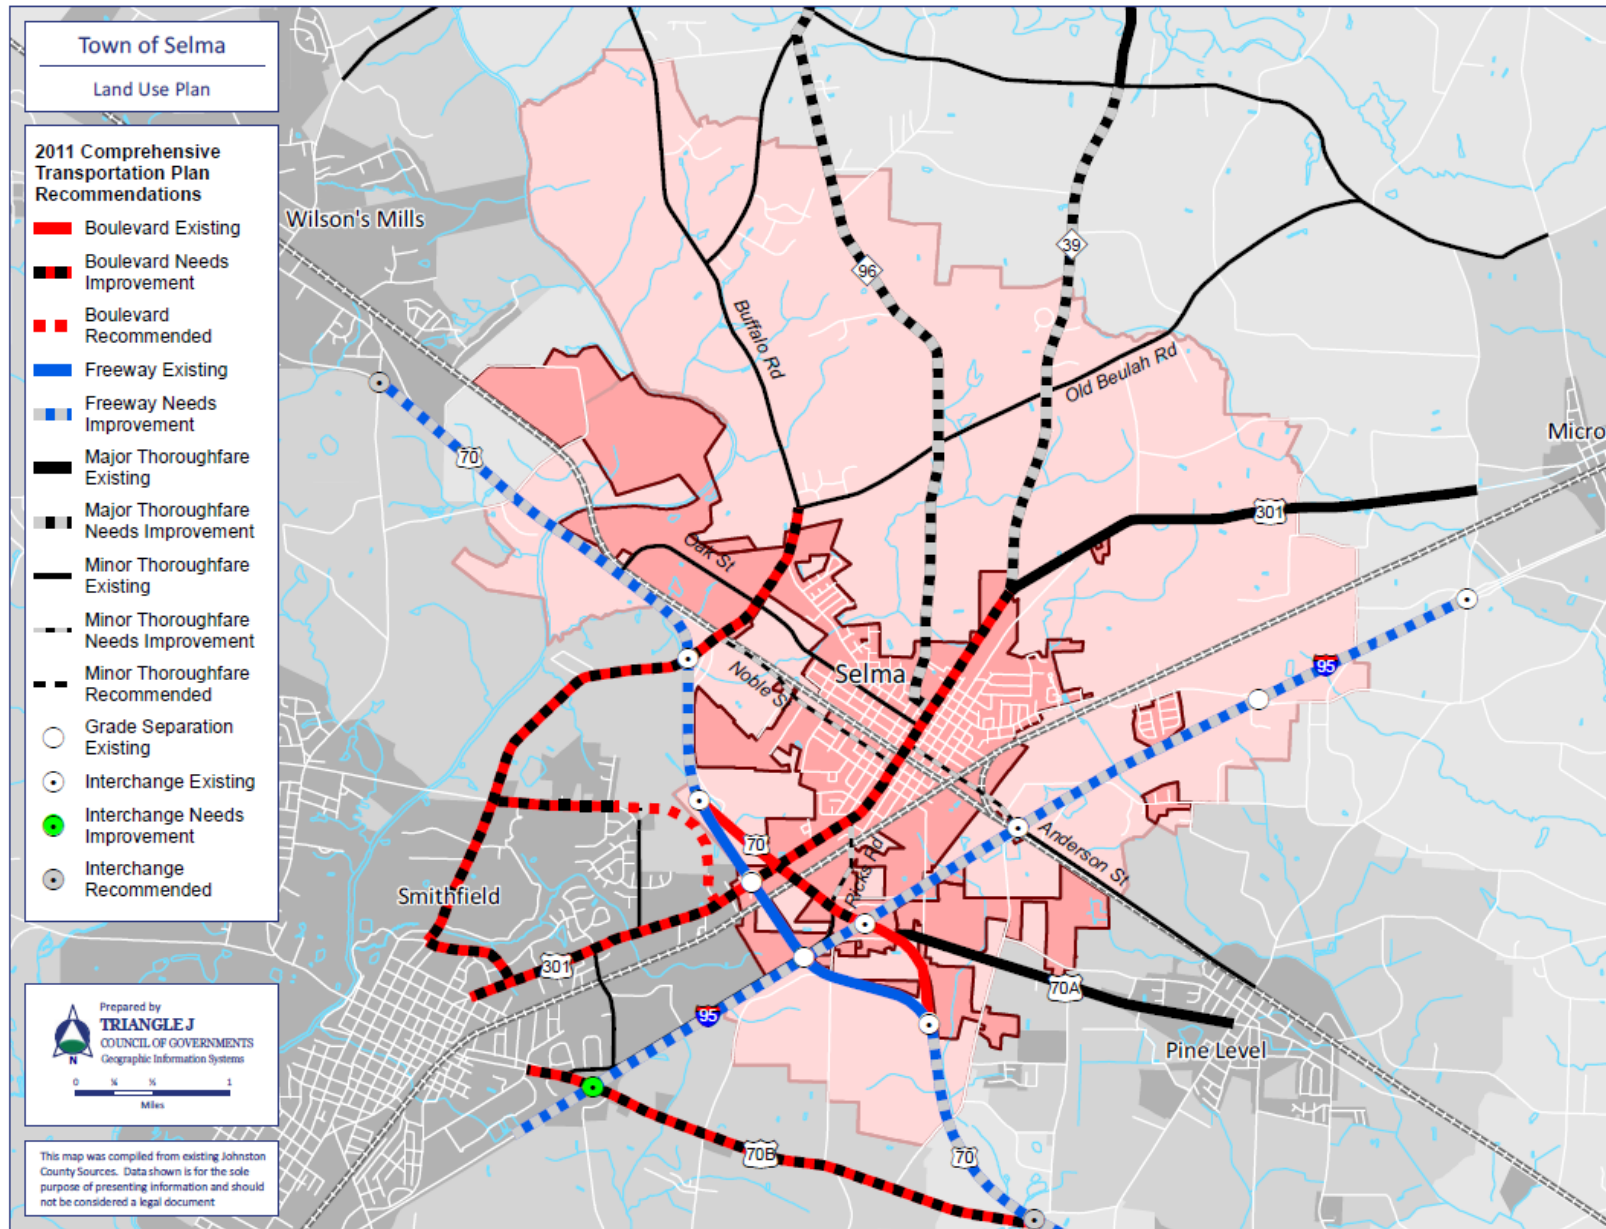 Town of Selma
Land Use Plan
2011 Comprehensive
Transportation Plan
Recommendations
Boulevard Existing
Boulevard Needs
Improvement
Boulevard
Recommended
Freeway Existing
Freeway Needs
Improvement
Major Thoroughfare
Existing
Major Thoroughfare
Needs Improvement
Minor Thoroughfare
Existing
Minor Thoroughfare
Needs Improvement
Minor Thoroughfare
Recommended
Grade Separation
Existing
Interchange Existing
Interchange Needs
Improvement
Interchange
Recommended
Prepared by
TRIANGLE J
COUNCIL OF GOVERNMENTS
Geographic Information Systems
N
0 ¼ ½ 1
Miles
This map was compiled from existing Johnston
County Sources. Data shown is for the sole
purpose of presenting information and should
not be considered a legal document
Wilson's Mills
39
96
Buffalo Rd
Old Beulah Rd
Micro
70
301
Oak St
95
Selma
Noble St
70
Anderson St
Ricks Rd
Smithfield
301
70A
95
Pine Level
70B
70